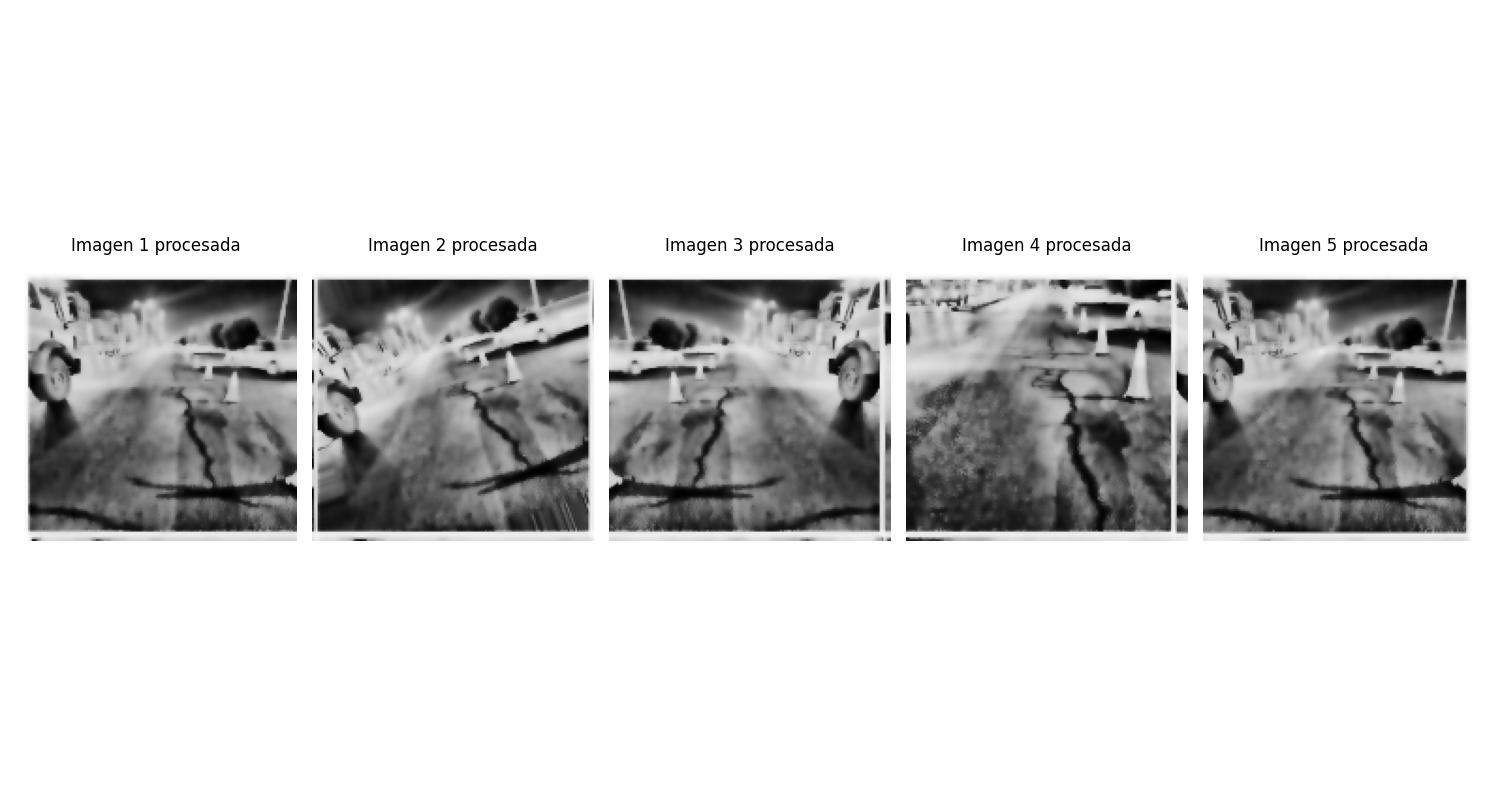 Imagen 1 procesada
Imagen 2 procesada
Imagen 3 procesada
Imagen 4 procesada
Imagen 5 procesada